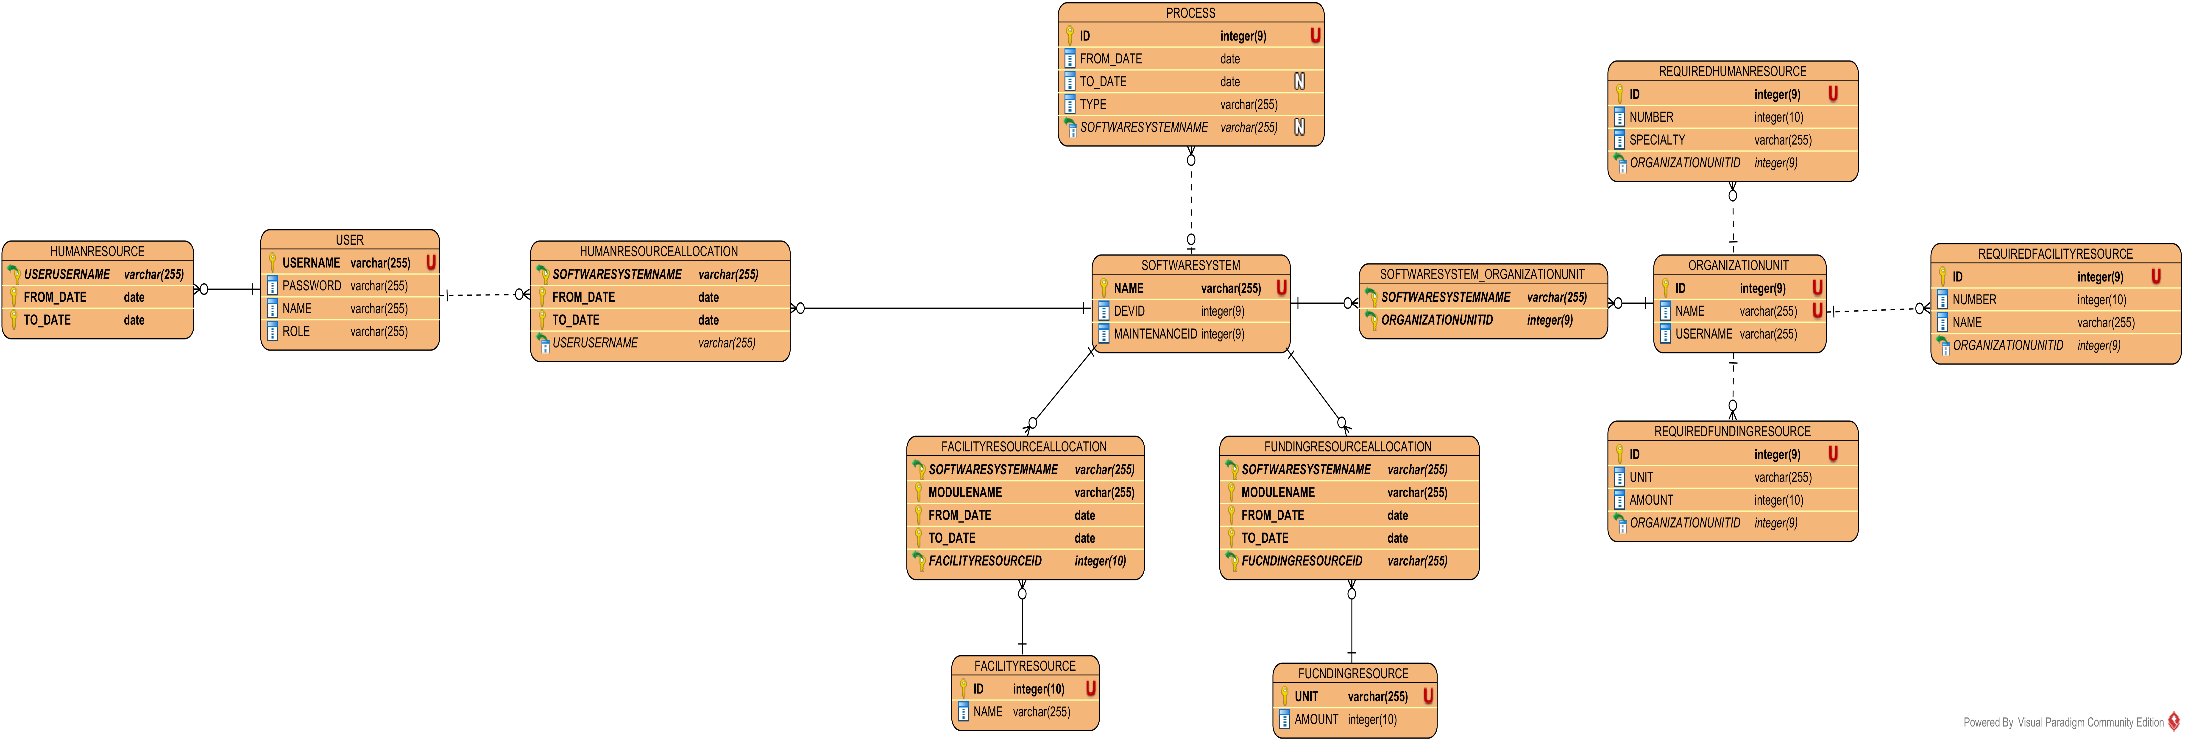 PROCESS
ID integer(9) U
FROM_DATE date
TO_DATE date N
TYPE varchar(255)
SOFTWARESYSTEMNAME varchar(255) N
REQUIREDHUMANRESOURCE
ID integer(9) U
NUMBER integer(10)
SPECIALTY varchar(255)
ORGANIZATIONUNITID integer(9)
HUMANRESOURCE
USERUSERNAME varchar(255)
FROM_DATE date
TO_DATE date
USER
USERNAME varchar(255) U
PASSWORD varchar(255)
NAME varchar(255)
ROLE varchar(255)
HUMANRESOURCEALLOCATION
SOFTWARESYSTEMNAME varchar(255)
FROM_DATE date
TO_DATE date
USERUSERNAME varchar(255)
SOFTWARESYSTEM
NAME varchar(255) U
DEVID integer(9)
MAINTENANCEID integer(9)
SOFTWARESYSTEM_ORGANIZATIONUNIT
SOFTWARESYSTEMNAME varchar(255)
ORGANIZATIONUNITID integer(9)
ORGANIZATIONUNIT
ID integer(9) U
NAME varchar(255) U
USERNAME varchar(255)
REQUIREDFACILITYRESOURCE
ID integer(9) U
NUMBER integer(10)
NAME varchar(255)
ORGANIZATIONUNITID integer(9)
FACILITYRESOURCEALLOCATION
SOFTWARESYSTEMNAME varchar(255)
MODULENAME varchar(255)
FROM_DATE date
TO_DATE date
FACILITYRESOURCEID integer(10)
FUNDINGRESOURCEALLOCATION
SOFTWARESYSTEMNAME varchar(255)
MODULENAME varchar(255)
FROM_DATE date
TO_DATE date
FUCNDINGRESOURCEID varchar(255)
REQUIREDFUNDINGRESOURCE
ID integer(9) U
UNIT varchar(255)
AMOUNT integer(10)
ORGANIZATIONUNITID integer(9)
FACILITYRESOURCE
ID integer(10) U
NAME varchar(255)
FUCNDINGRESOURCE
UNIT varchar(255) U
AMOUNT integer(10)
Powered By Visual Paradigm Community Edition